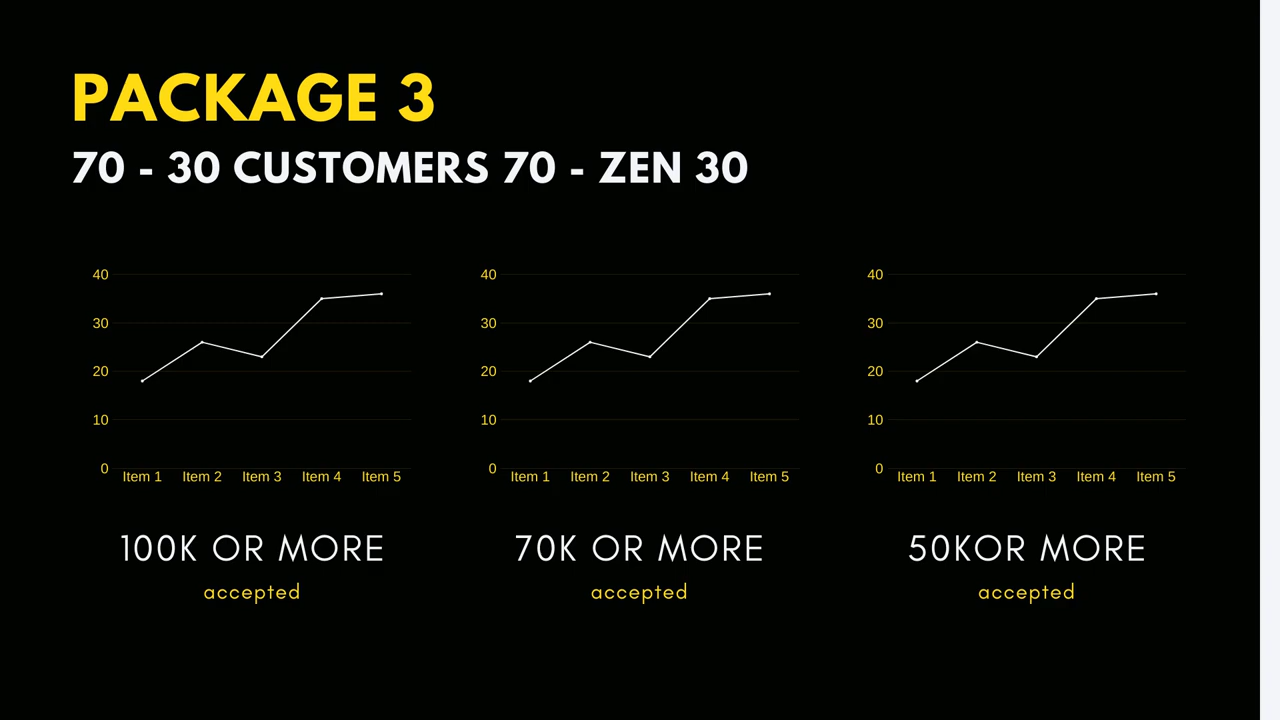 PACKAGE 3
70 - 30 CUSTOMERS 70 - ZEN 30
40
30
20
10
0
Item 1 Item 2 Item 3 Item 4 Item 5
40
30
20
10
0
Item 1 Item 2 Item 3 Item 4 Item 5
40
30
20
10
0
Item 1 Item 2 Item 3 Item 4 Item 5
100K OR MORE
accepted
70K OR MORE
accepted
50KOR MORE
accepted